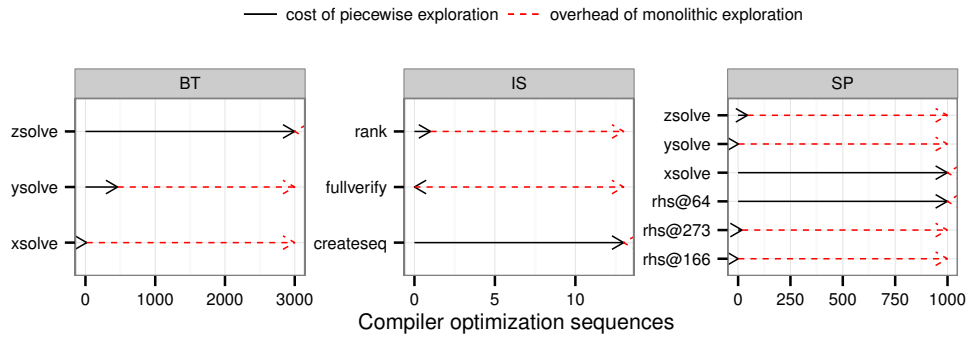 cost of piecewise exploration overhead of monolithic exploration
BT
zsolve
ysolve
xsolve
0 1000 2000 3000
IS
rank
fullverify
createseq
0 5 10
SP
zsolve
ysolve
xsolve
rhs@64
rhs@273
rhs@166
0 250 500 750 1000
Compiler optimization sequences